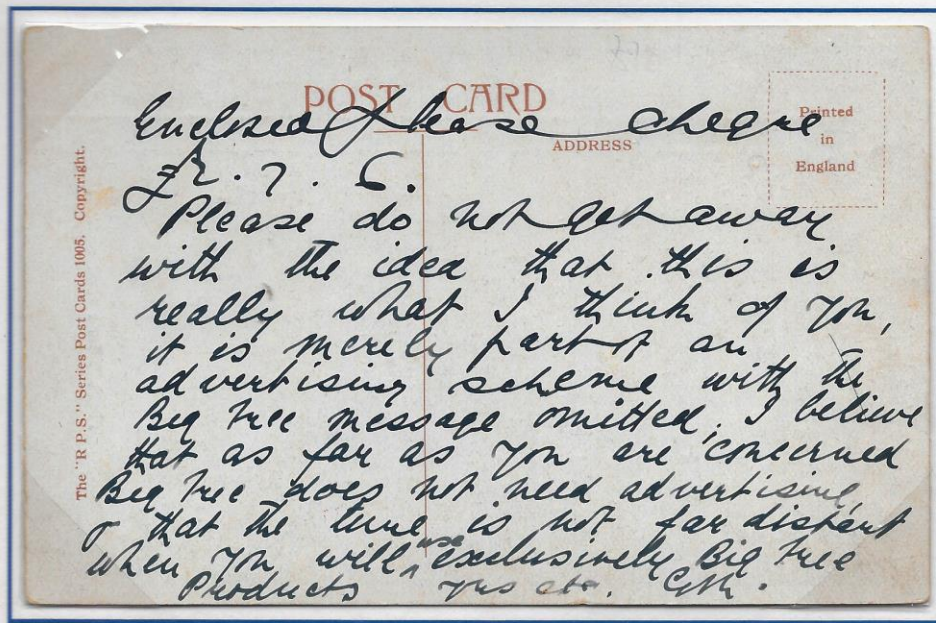 POST CARD
ADDRESS
Printed
in
England
The "R P.S." Series Post Cards 1005. Copyright.
Enclosed please cheque
£2. 7. 6.
Please do not get away
with the idea that this is
really what I think of you,
it is merely part of an
advertising scheme with the
Big Tree message omitted, I believe
that as far as you are concerned
Big Tree does not need advertising,
& that the time is not far distant
when you will use exclusively Big Tree
Products yrs etc.